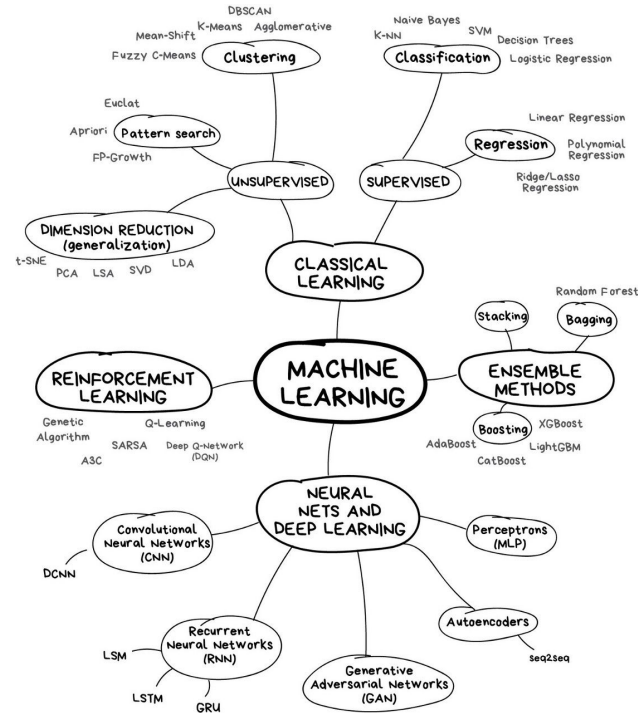 DBSCAN
Mean-Shift
K-Means
Agglomerative
Fuzzy C-Means
Clustering
Naive Bayes
K-NN
SVM
Decision Trees
Classification
Logistic Regression
Euclat
Apriori
Pattern search
FP-Growth
Linear Regression
Regression
Polynomial
Regression
Ridge/Lasso
Regression
UNSUPERVISED
SUPERVISED
DIMENSION REDUCTION
(generalization)
t-SNE
PCA
LSA
SVD
LDA
CLASSICAL
LEARNING
Random Forest
Stacking
Bagging
MACHINE
LEARNING
REINFORCEMENT
LEARNING
ENSEMBLE
METHODS
Genetic
Algorithm
Q-Learning
SARSA
Deep Q-Network
(DQN)
A3C
Boosting
XGBoost
AdaBoost
LightGBM
CatBoost
NEURAL
NETS AND
DEEP LEARNING
Convolutional
Neural Networks
(CNN)
DCNN
Perceptrons
(MLP)
Recurrent
Neural Networks
(RNN)
LSM
LSTM
GRU
Generative
Adversarial Networks
(GAN)
Autoencoders
seq2seq